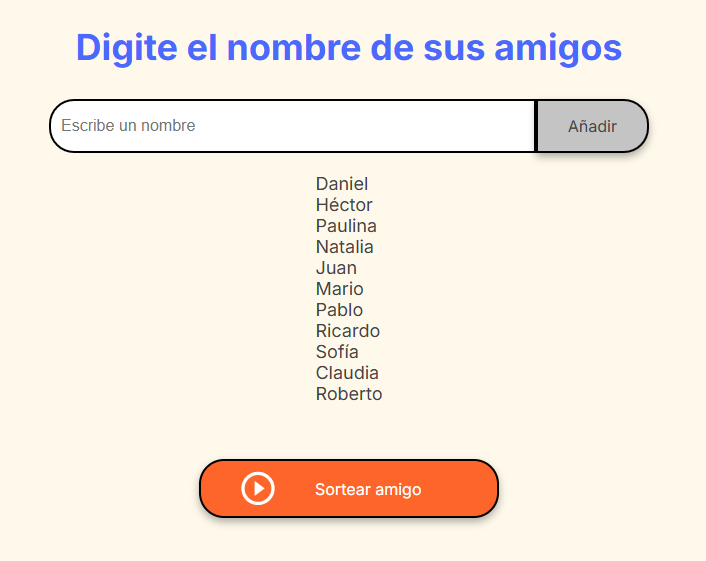 Digite el nombre de sus amigos
Escribe un nombre
Añadir
Daniel
Héctor
Paulina
Natalia
Juan
Mario
Pablo
Ricardo
Sofía
Claudia
Roberto
Sortear amigo